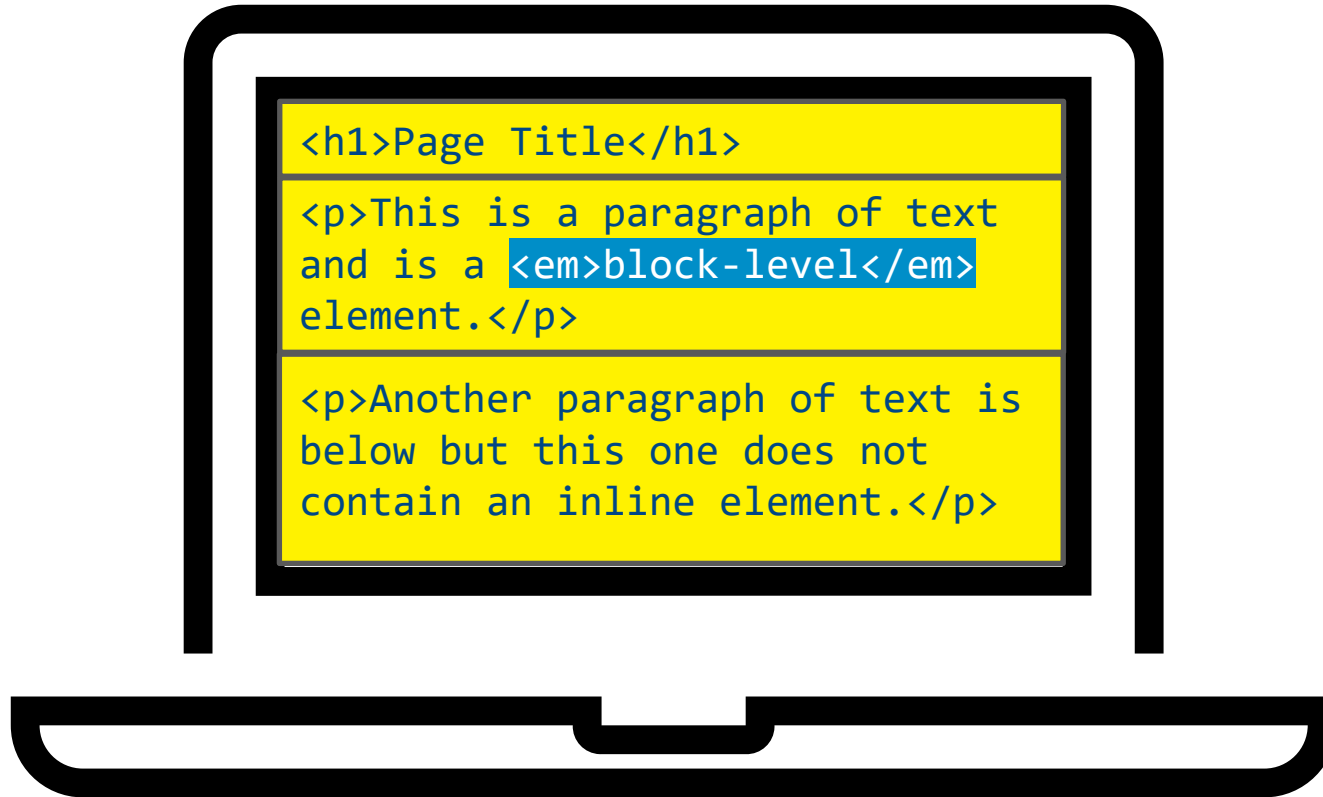 <h1>Page Title</h1>
<p>This is a paragraph of text
and is a <em>block-level</em>
element.</p>
<p>Another paragraph of text is
below but this one does not
contain an inline element.</p>